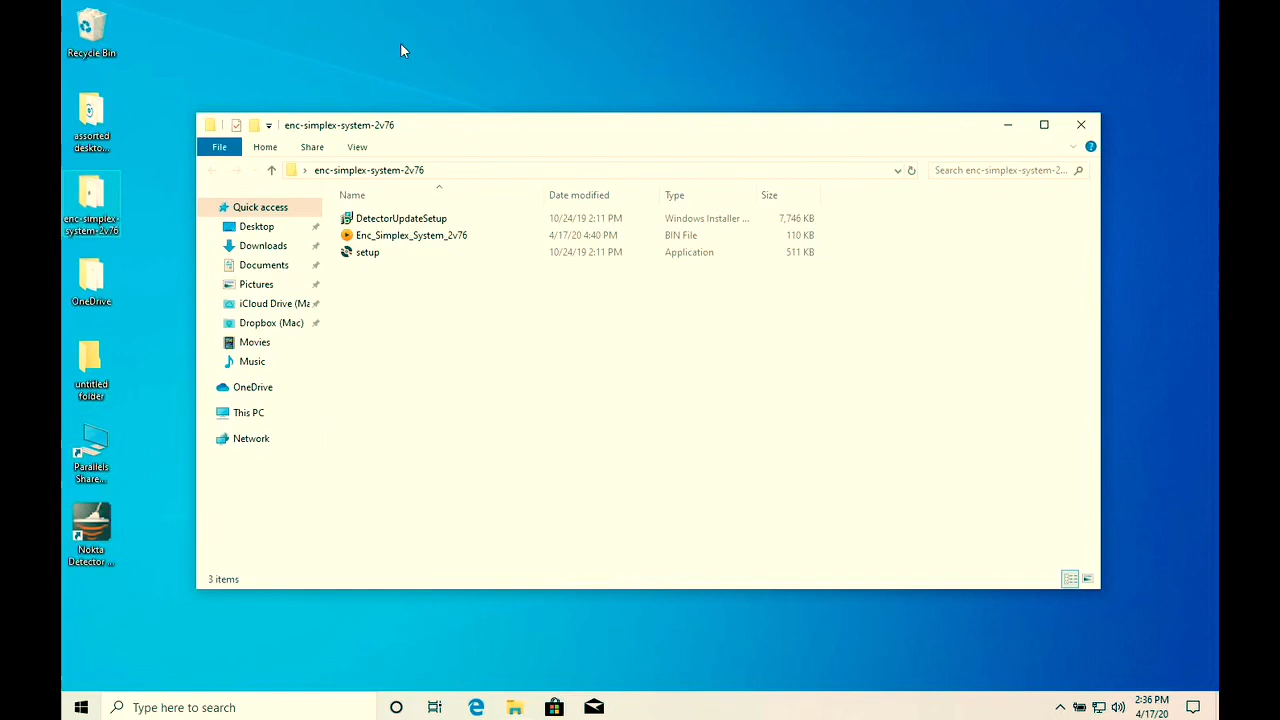 Recycle Bin
assorted
deskto...
enc-simplex-
system-2v76
OneDrive
untitled
folder
Parallels
Share...
Nokta
Detector ...
enc-simplex-system-2v76
File Home Share View
enc-simplex-system-2v76
Search enc-simplex-system-2...
Name Date modified Type Size
Quick access
Desktop
Downloads
Documents
Pictures
iCloud Drive (Ma
Dropbox (Mac)
Movies
Music
OneDrive
This PC
Network
DetectorUpdateSetup 10/24/19 2:11 PM Windows Installer ... 7,746 KB
Enc_Simplex_System_2v76 4/17/20 4:40 PM BIN File 110 KB
setup 10/24/19 2:11 PM Application 511 KB
3 items
Type here to search
2:36 PM
4/17/20